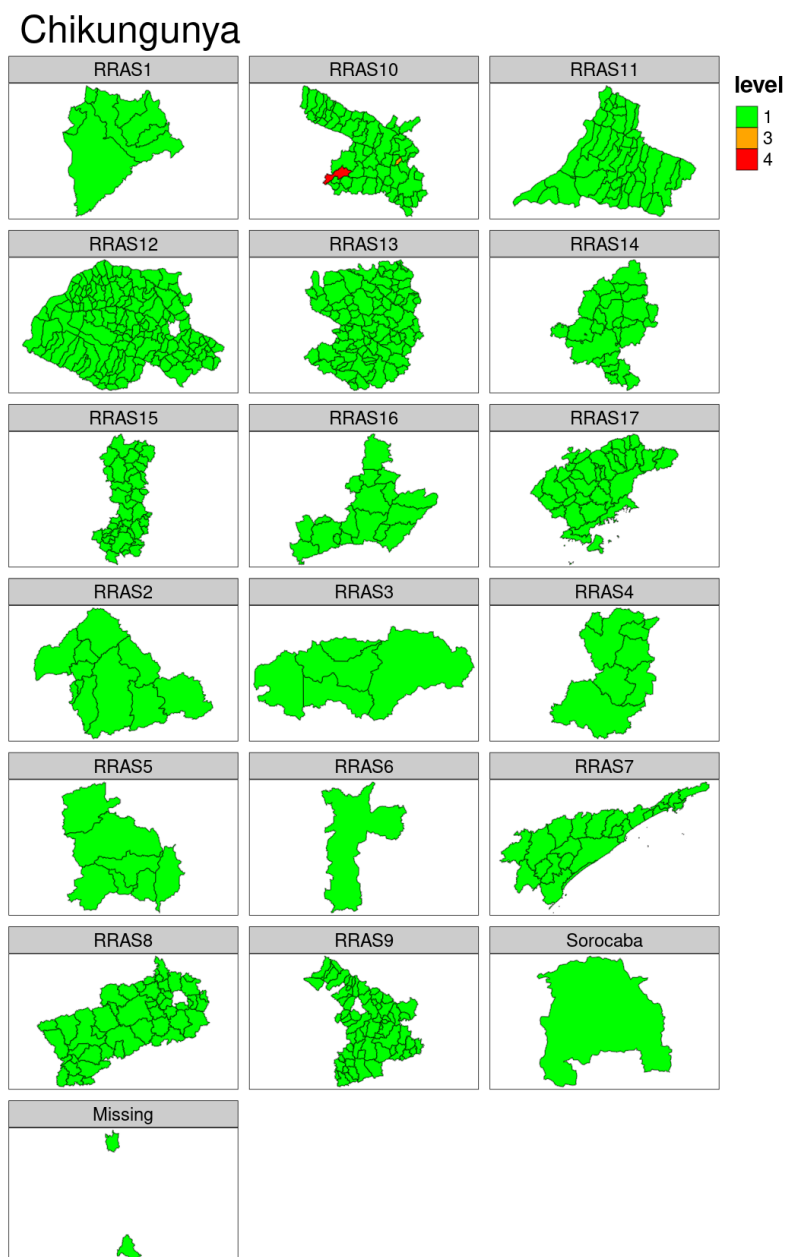 Chikungunya
RRAS1
RRAS10
RRAS11
level
1
3
4
RRAS12
RRAS13
RRAS14
RRAS15
RRAS16
RRAS17
RRAS2
RRAS3
RRAS4
RRAS5
RRAS6
RRAS7
RRAS8
RRAS9
Sorocaba
Missing